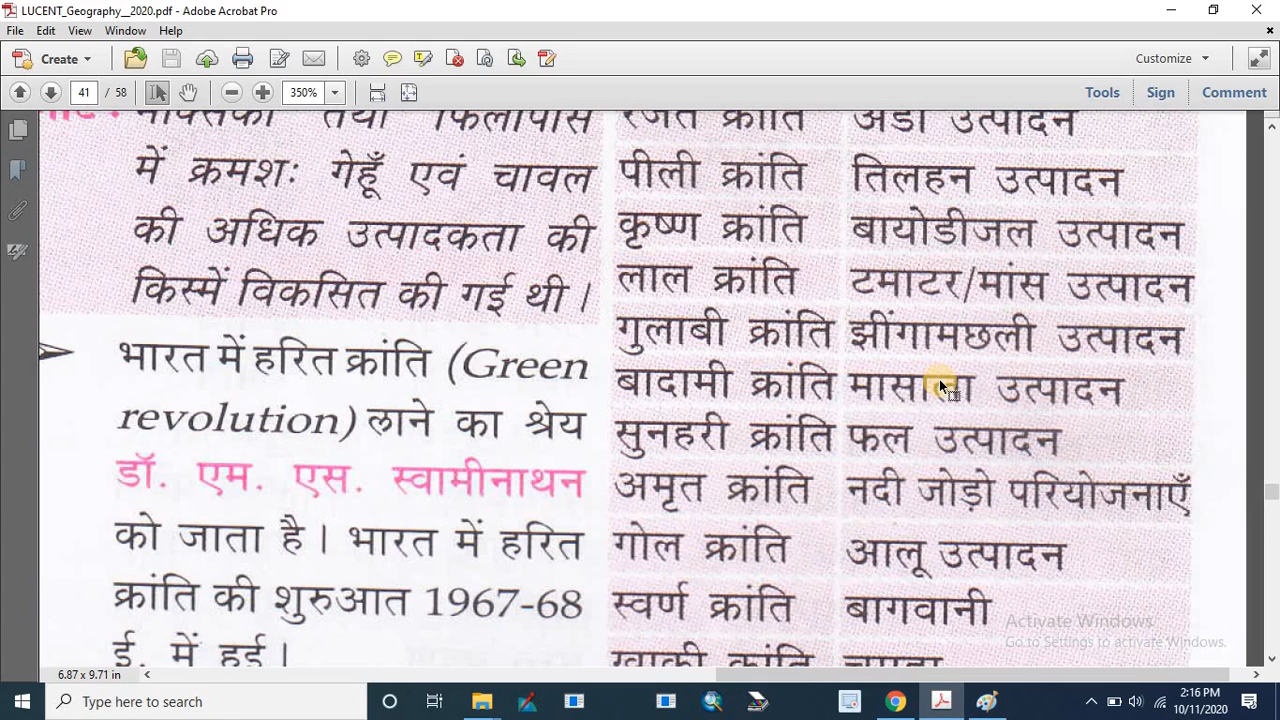 LUCENT_Geography__2020.pdf - Adobe Acrobat Pro
File Edit View Window Help
Create Customize
41 / 58 350% Tools Sign Comment
तथा
में क्रमशः गेहूँ एवं चावल
की अधिक उत्पादकता की
किस्में विकसित की गई थी।
भारत में हरित क्रांति (Green
revolution) लाने का श्रेय
डॉ. एम. एस. स्वामीनाथन
को जाता है। भारत में हरित
क्रांति की शुरुआत 1967-68
ई. में हुई।
रजत क्रांति अंडा उत्पादन
पीली क्रांति तिलहन उत्पादन
कृष्ण क्रांति बायोडीजल उत्पादन
लाल क्रांति टमाटर/मांस उत्पादन
गुलाबी क्रांति झींगामछली उत्पादन
बादामी क्रांति मासाला उत्पादन
सुनहरी क्रांति फल उत्पादन
अमृत क्रांति नदी जोड़ो परियोजनाएँ
गोल क्रांति आलू उत्पादन
स्वर्ण क्रांति बागवानी
खाकी क्रांति
Activate Windows
Go to Settings to activate Windows.
6.87 x 9.71 in
Type here to search
2:16 PM
10/11/2020